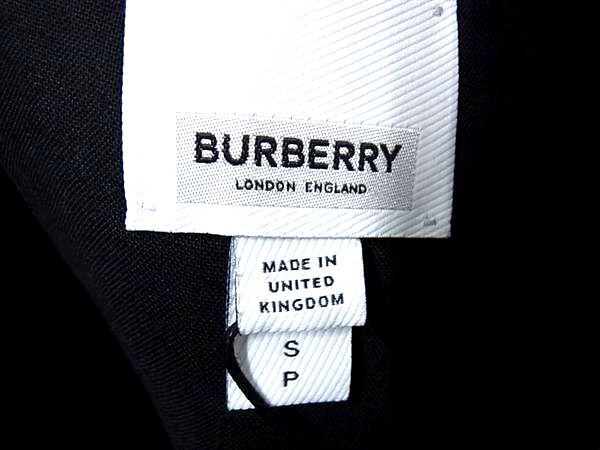 BURBERRY
LONDON ENGLAND
MADE IN
UNITED
KINGDOM
S
P